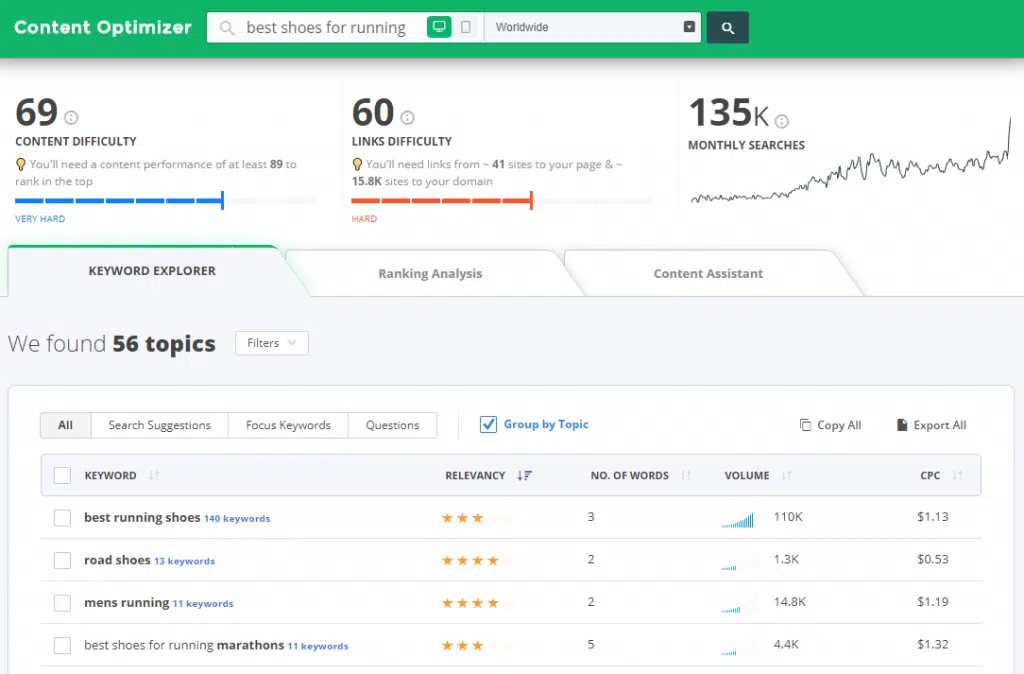 Content Optimizer
best shoes for running
Worldwide
69
CONTENT DIFFICULTY
You'll need a content performance of at least 89 to
rank in the top
VERY HARD
60
LINKS DIFFICULTY
You'll need links from ~ 41 sites to your page & ~
15.8K sites to your domain
HARD
135K
MONTHLY SEARCHES
KEYWORD EXPLORER
Ranking Analysis
Content Assistant
We found 56 topics
Filters
All
Search Suggestions
Focus Keywords
Questions
Group by Topic
Copy All
Export All
KEYWORD RELEVANCY NO. OF WORDS VOLUME CPC
best running shoes 140 keywords 3 110K $1.13
road shoes 13 keywords 2 1.3K $0.53
mens running 11 keywords 2 14.8K $1.19
best shoes for running marathons 11 keywords 5 4.4K $1.32